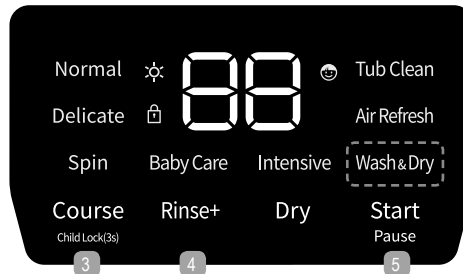 Normal 88 Tub Clean
Delicate Air Refresh
Spin Baby Care Intensive Wash&Dry
Course Rinse+ Dry Start
Child Lock(3s) Pause
3 4 5